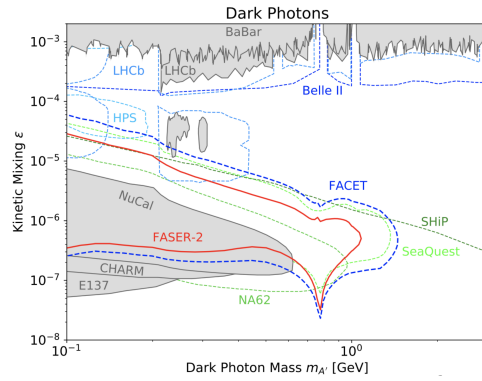 Dark Photons
10⁻³
BaBar
LHCb
LHCb
Belle II
10⁻⁴
HPS
10⁻⁵
Kinetic Mixing ε
NuCal
FACET
10⁻⁶
SHiP
FASER-2
SeaQuest
CHARM
10⁻⁷
E137
NA62
10⁻⁸
10⁻¹
10⁰
Dark Photon Mass m_A′ [GeV]